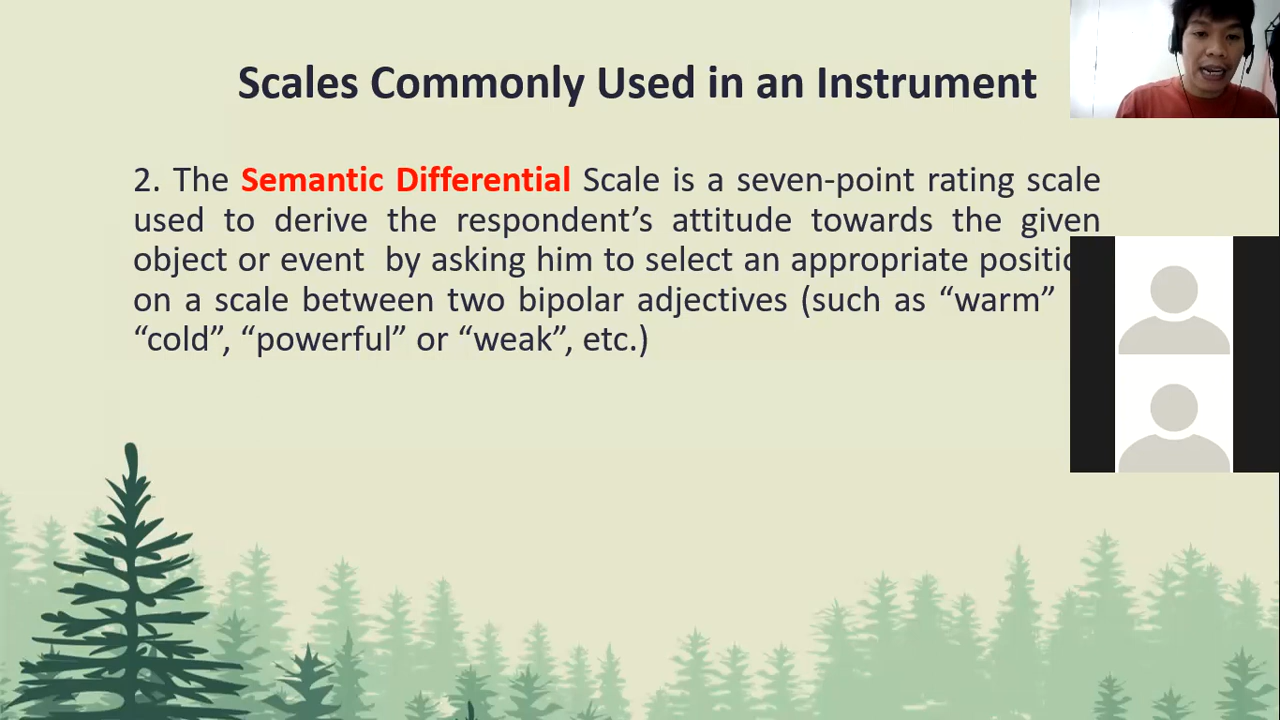 Scales Commonly Used in an Instrument
2. The Semantic Differential Scale is a seven-point rating scale
used to derive the respondent’s attitude towards the given
object or event by asking him to select an appropriate
on a scale between two bipolar adjectives (such as “warm”
“cold”, “powerful” or “weak”, etc.)